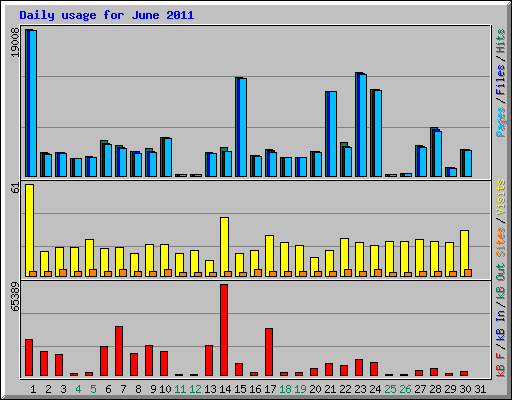 Daily usage for June 2011
19008
Pages / Files / Hits
61
Sites / Visits
65389
kB F / kB In / kB Out
1 2 3 4 5 6 7 8 9 10 11 12 13 14 15 16 17 18 19 20 21 22 23 24 25 26 27 28 29 30 31